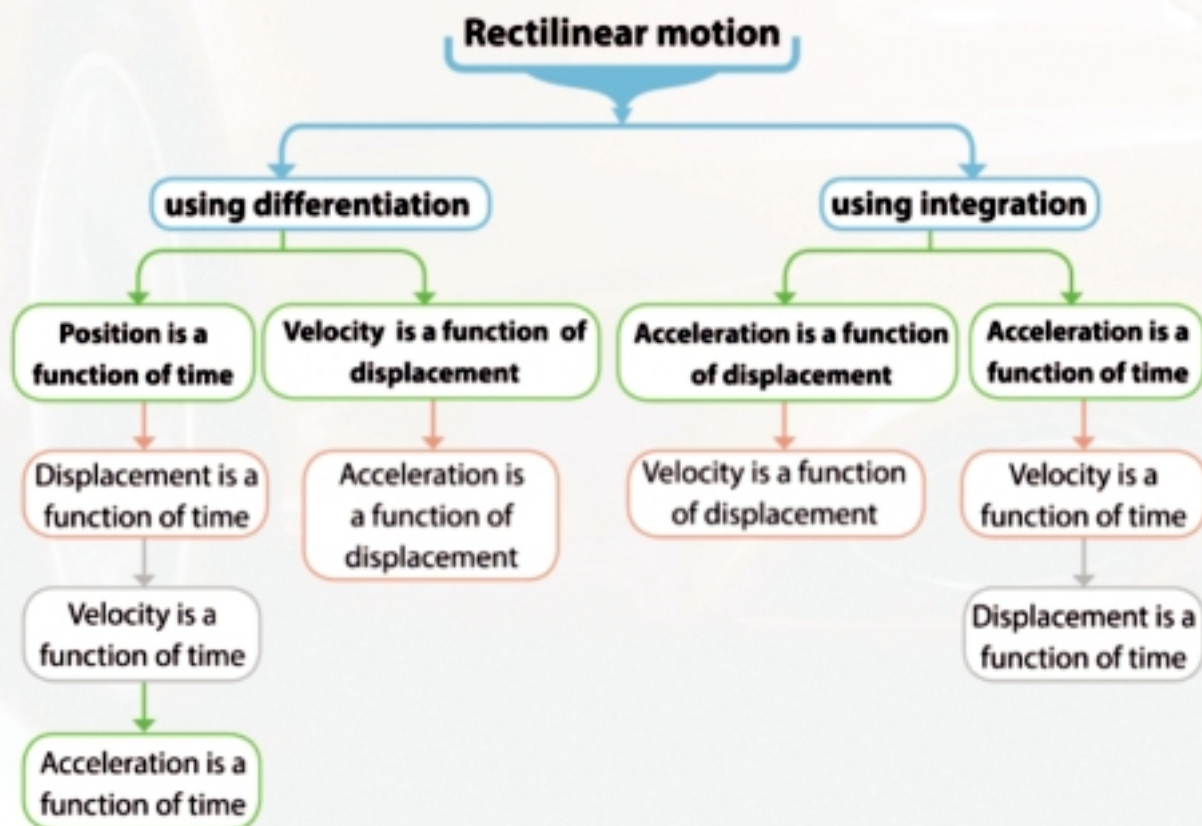 Rectilinear motion
using differentiation
using integration
Position is a
function of time
Velocity is a function of
displacement
Acceleration is a function
of displacement
Acceleration is a
function of time
Displacement is a
function of time
Acceleration is
a function of
displacement
Velocity is a function
of displacement
Velocity is a
function of time
Velocity is a
function of time
Displacement is a
function of time
Acceleration is a
function of time